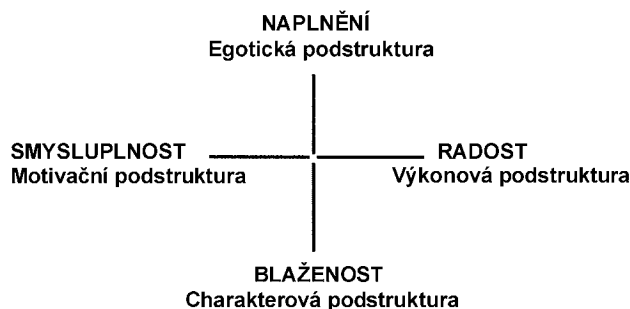 NAPLNĚNÍ
Egotická podstruktura
SMYSLUPLNOST
Motivační podstruktura
RADOST
Výkonová podstruktura
BLAŽENOST
Charakterová podstruktura